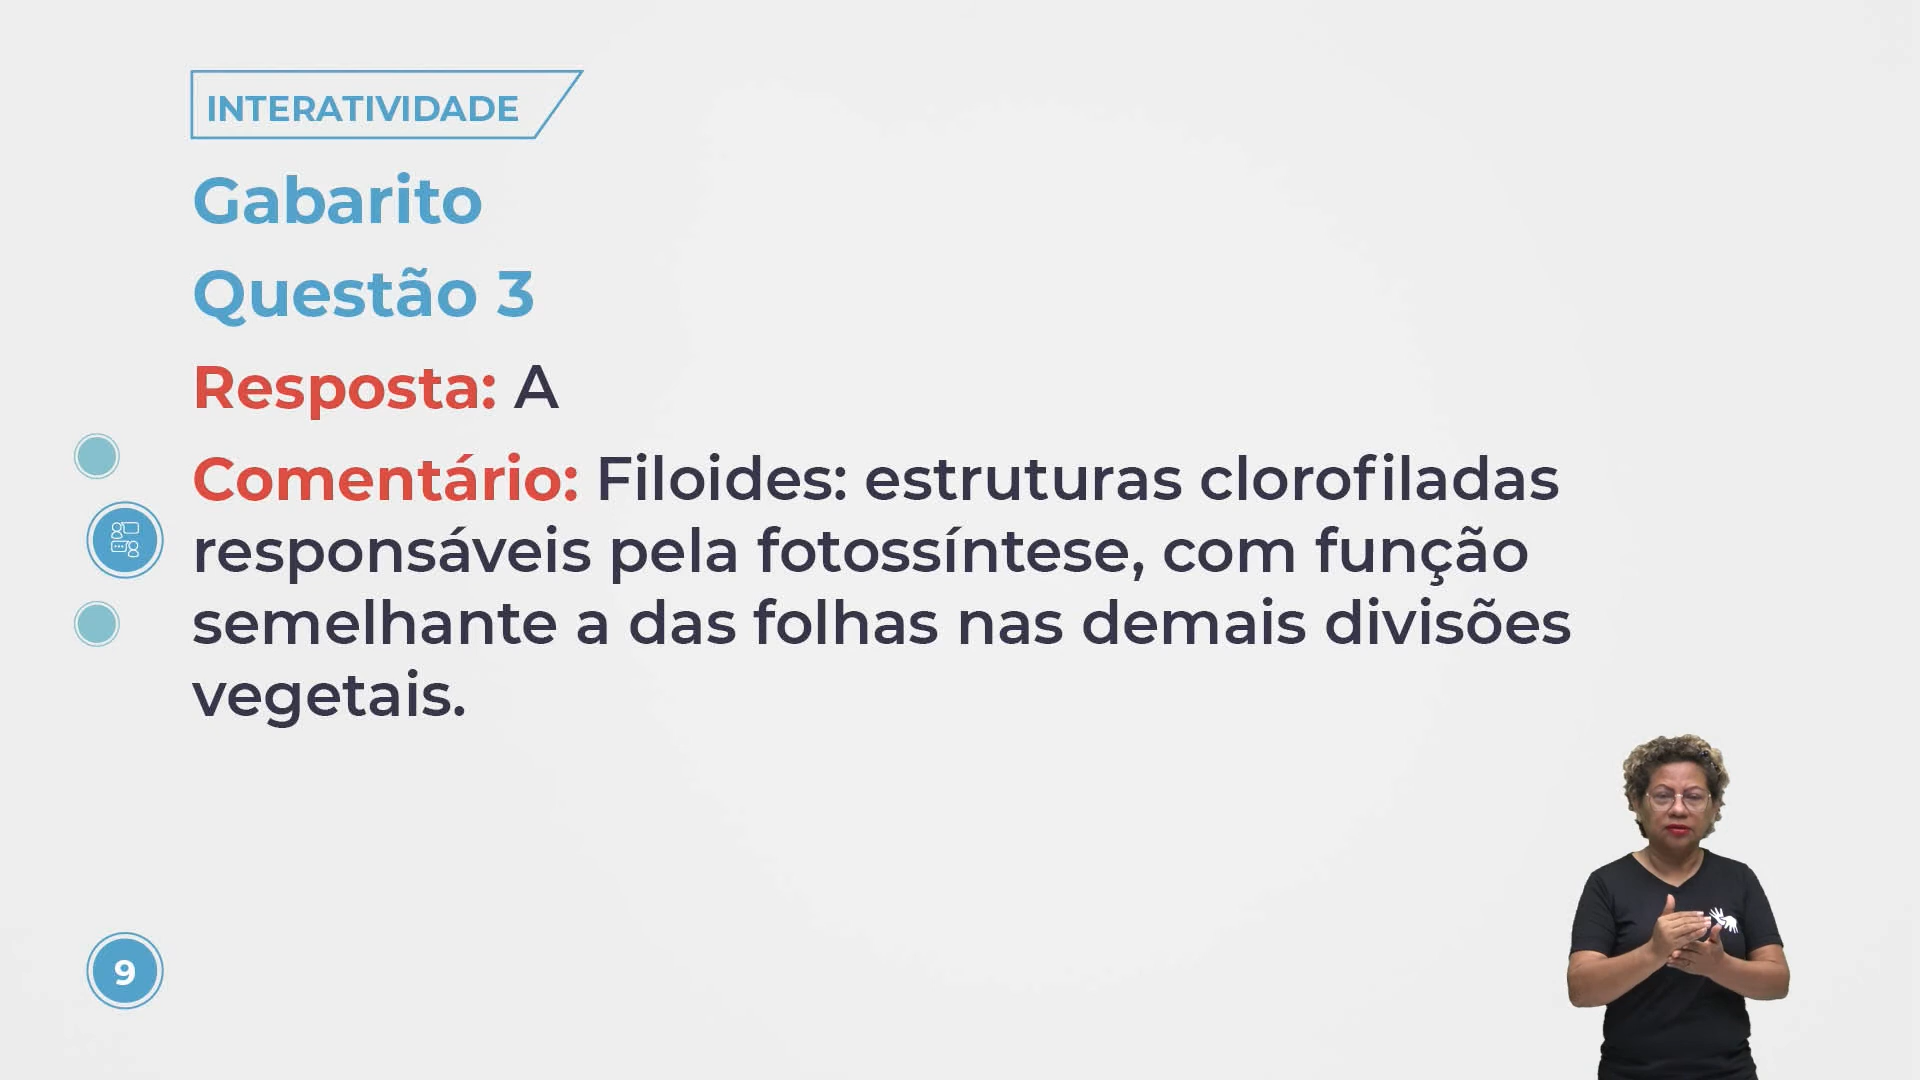 INTERATIVIDADE
Gabarito
Questão 3
Resposta: A
Comentário: Filoides: estruturas clorofiladas
responsáveis pela fotossíntese, com função
semelhante a das folhas nas demais divisões
vegetais.
9